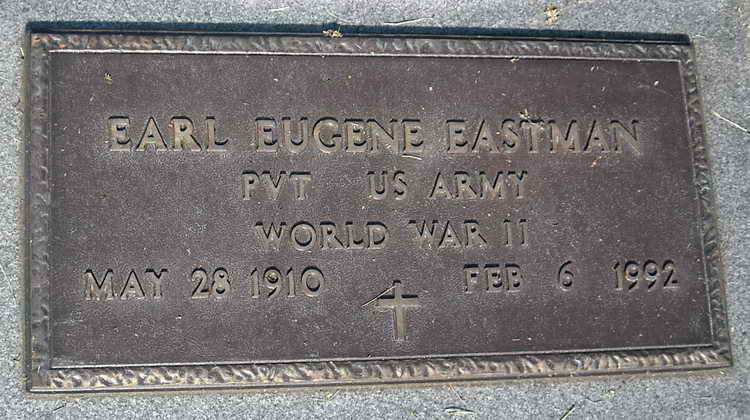 EARL EUGENE EASTMAN
PVT US ARMY
WORLD WAR II
MAY 28 1910 FEB 6 1992